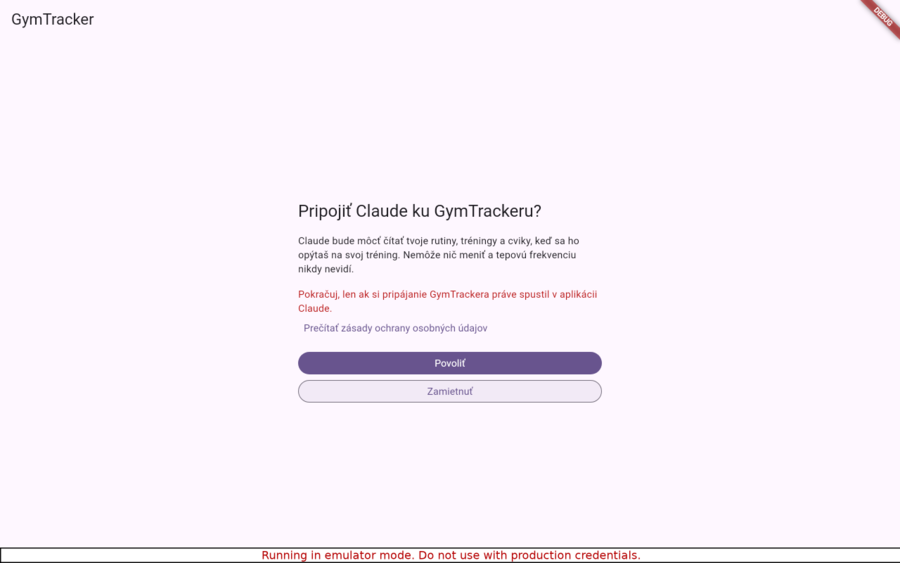 GymTracker
DEBUG
Pripojiť Claude ku GymTrackeru?
Claude bude môcť čítať tvoje rutiny, tréningy a cviky, keď sa ho
opýtaš na svoj tréning. Nemôže nič meniť a tepovú frekvenciu
nikdy nevidí.
Pokračuj, len ak si pripájanie GymTrackera práve spustil v aplikácii
Claude.
Prečítať zásady ochrany osobných údajov
Povoliť
Zamietnuť
Running in emulator mode. Do not use with production credentials.